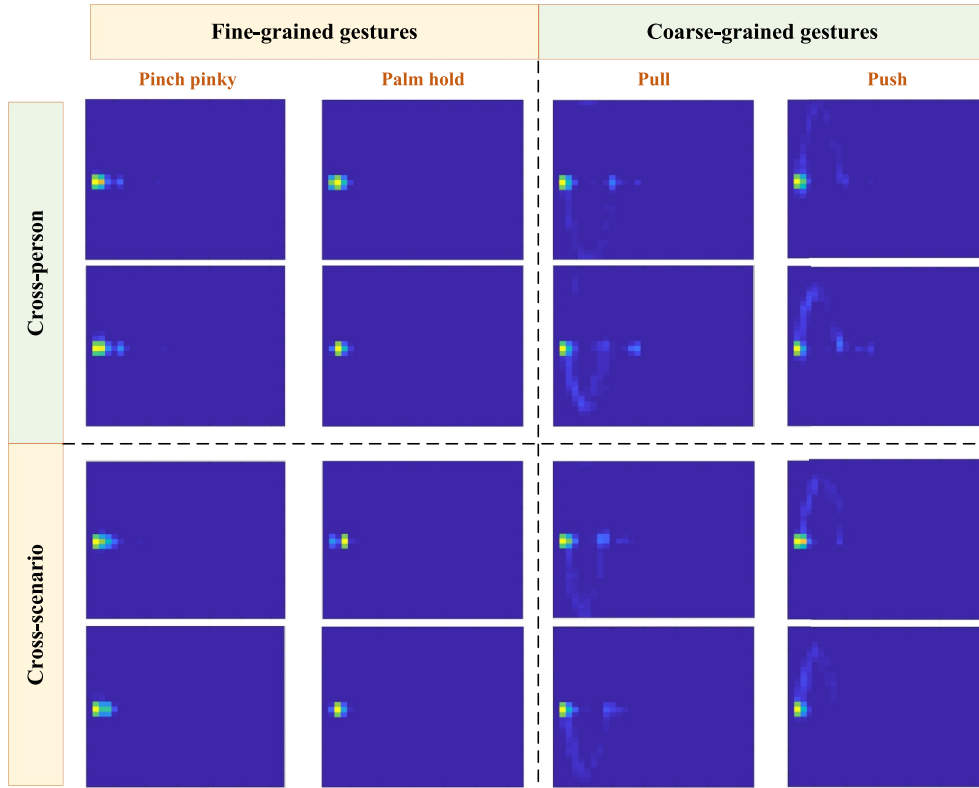 Fine-grained gestures
Coarse-grained gestures
Pinch pinky
Palm hold
Pull
Push
Cross-person
Cross-scenario